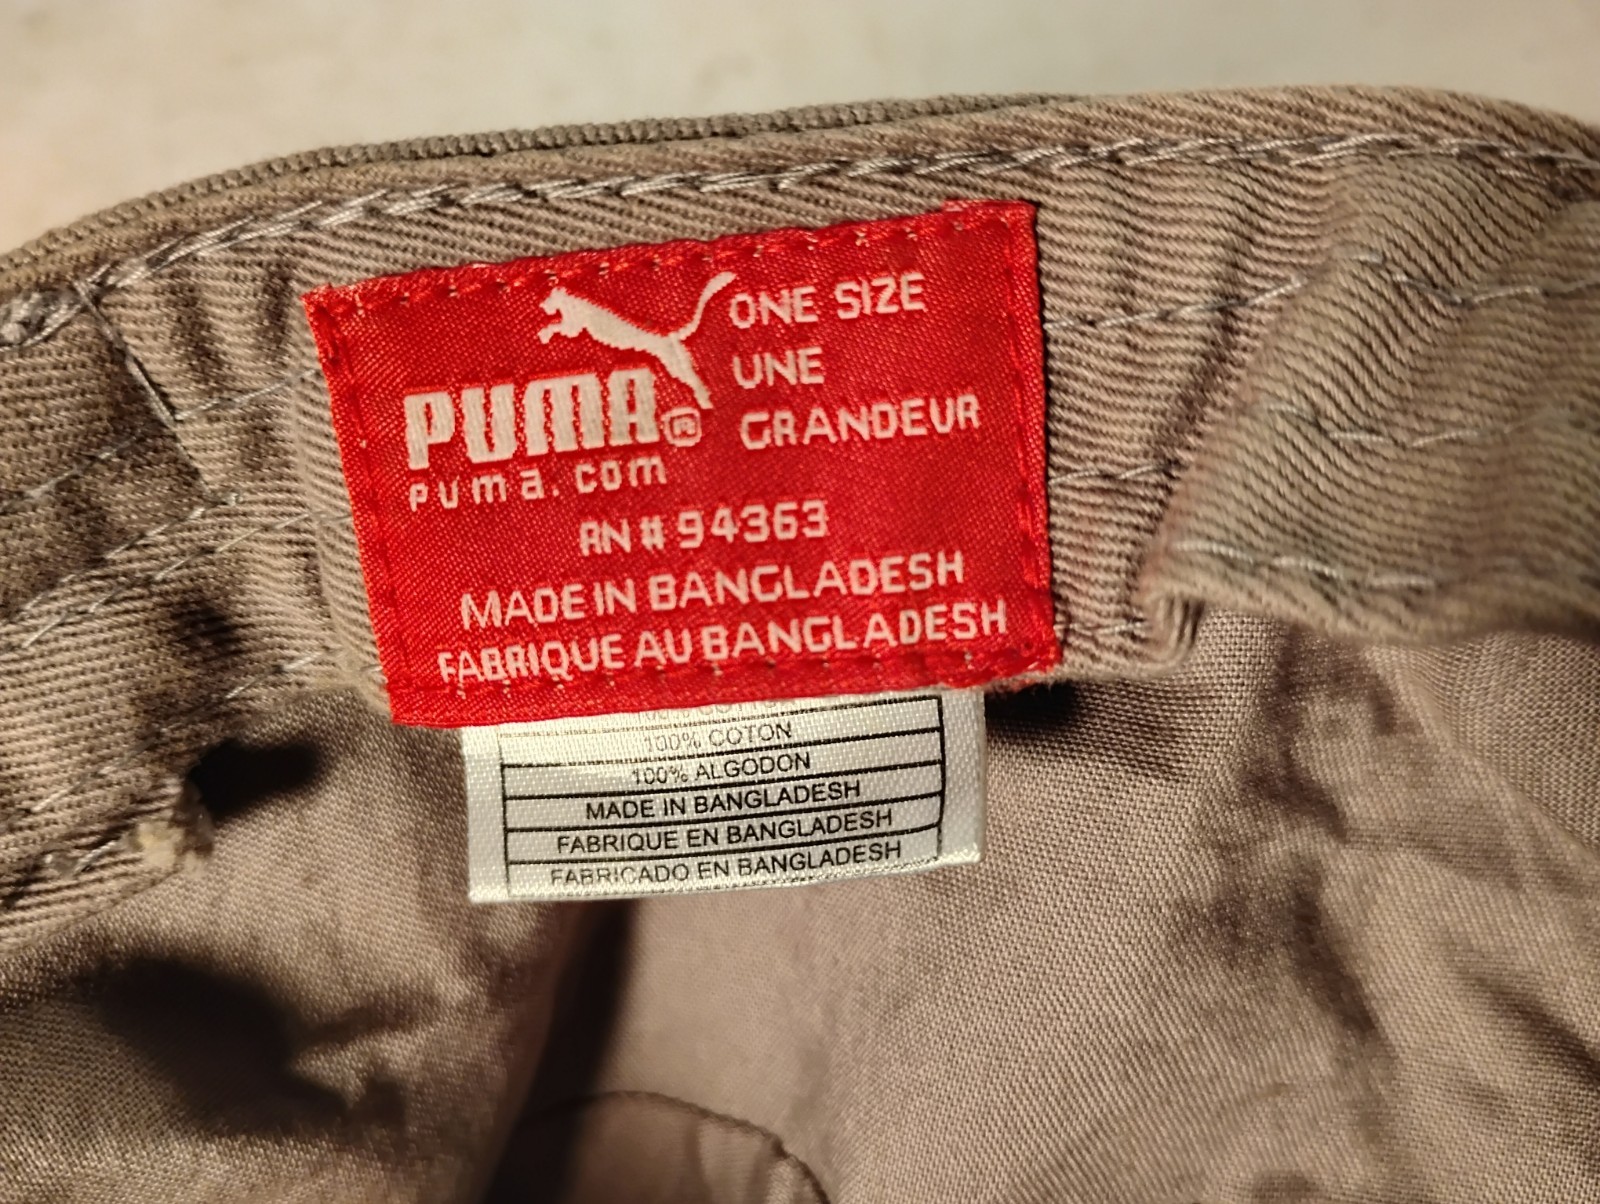 PUMA
puma.com
ONE SIZE
UNE
GRANDEUR
RN # 94363
MADE IN BANGLADESH
FABRIQUE AU BANGLADESH
100% COTON
100% ALGODON
MADE IN BANGLADESH
FABRIQUE EN BANGLADESH
FABRICADO EN BANGLADESH